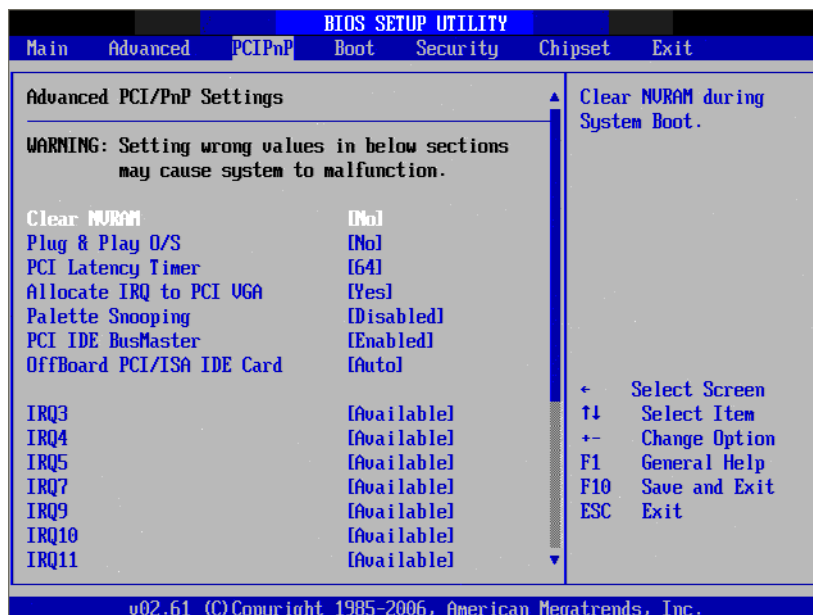 BIOS SETUP UTILITY
Main Advanced PCIPnP Boot Security Chipset Exit
Advanced PCI/PnP Settings
WARNING: Setting wrong values in below sections
may cause system to malfunction.
Clear NVRAM [No]
Plug & Play O/S [No]
PCI Latency Timer [64]
Allocate IRQ to PCI VGA [Yes]
Palette Snooping [Disabled]
PCI IDE BusMaster [Enabled]
OffBoard PCI/ISA IDE Card [Auto]
IRQ3 [Available]
IRQ4 [Available]
IRQ5 [Available]
IRQ7 [Available]
IRQ9 [Available]
IRQ10 [Available]
IRQ11 [Available]
Clear NVRAM during
System Boot.
← Select Screen
↑↓ Select Item
+- Change Option
F1 General Help
F10 Save and Exit
ESC Exit
v02.61 (C)Copyright 1985-2006, American Megatrends, Inc.